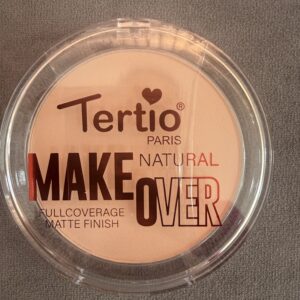 Tertio®
PARIS
NATURAL
MAKE OVER
FULLCOVERAGE
MATTE FINISH